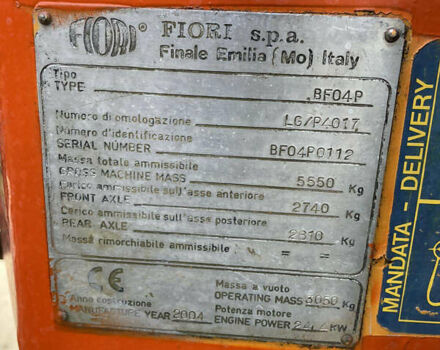 FIORI FIORI s.p.a.
Finale Emilia (Mo) Italy
Tipo
TYPE BF04P
Numero di omologazione LG/P/4017
Numero d'identificazione
SERIAL NUMBER BF04P0112
Massa totale ammissibile
GROSS MACHINE MASS 5550 Kg
Carico ammissibile sull'asse anteriore
FRONT AXLE 2740 Kg
Carico ammissibile sull'asse posteriore
REAR AXLE 2810 Kg
Massa rimorchiabile ammissibile = =
CE
Massa a vuoto
OPERATING MASS 3050 Kg
Anno costruzione
MANUFACTURE YEAR 2004
Potenza motore
ENGINE POWER KW
MANDATA - DELIVERY